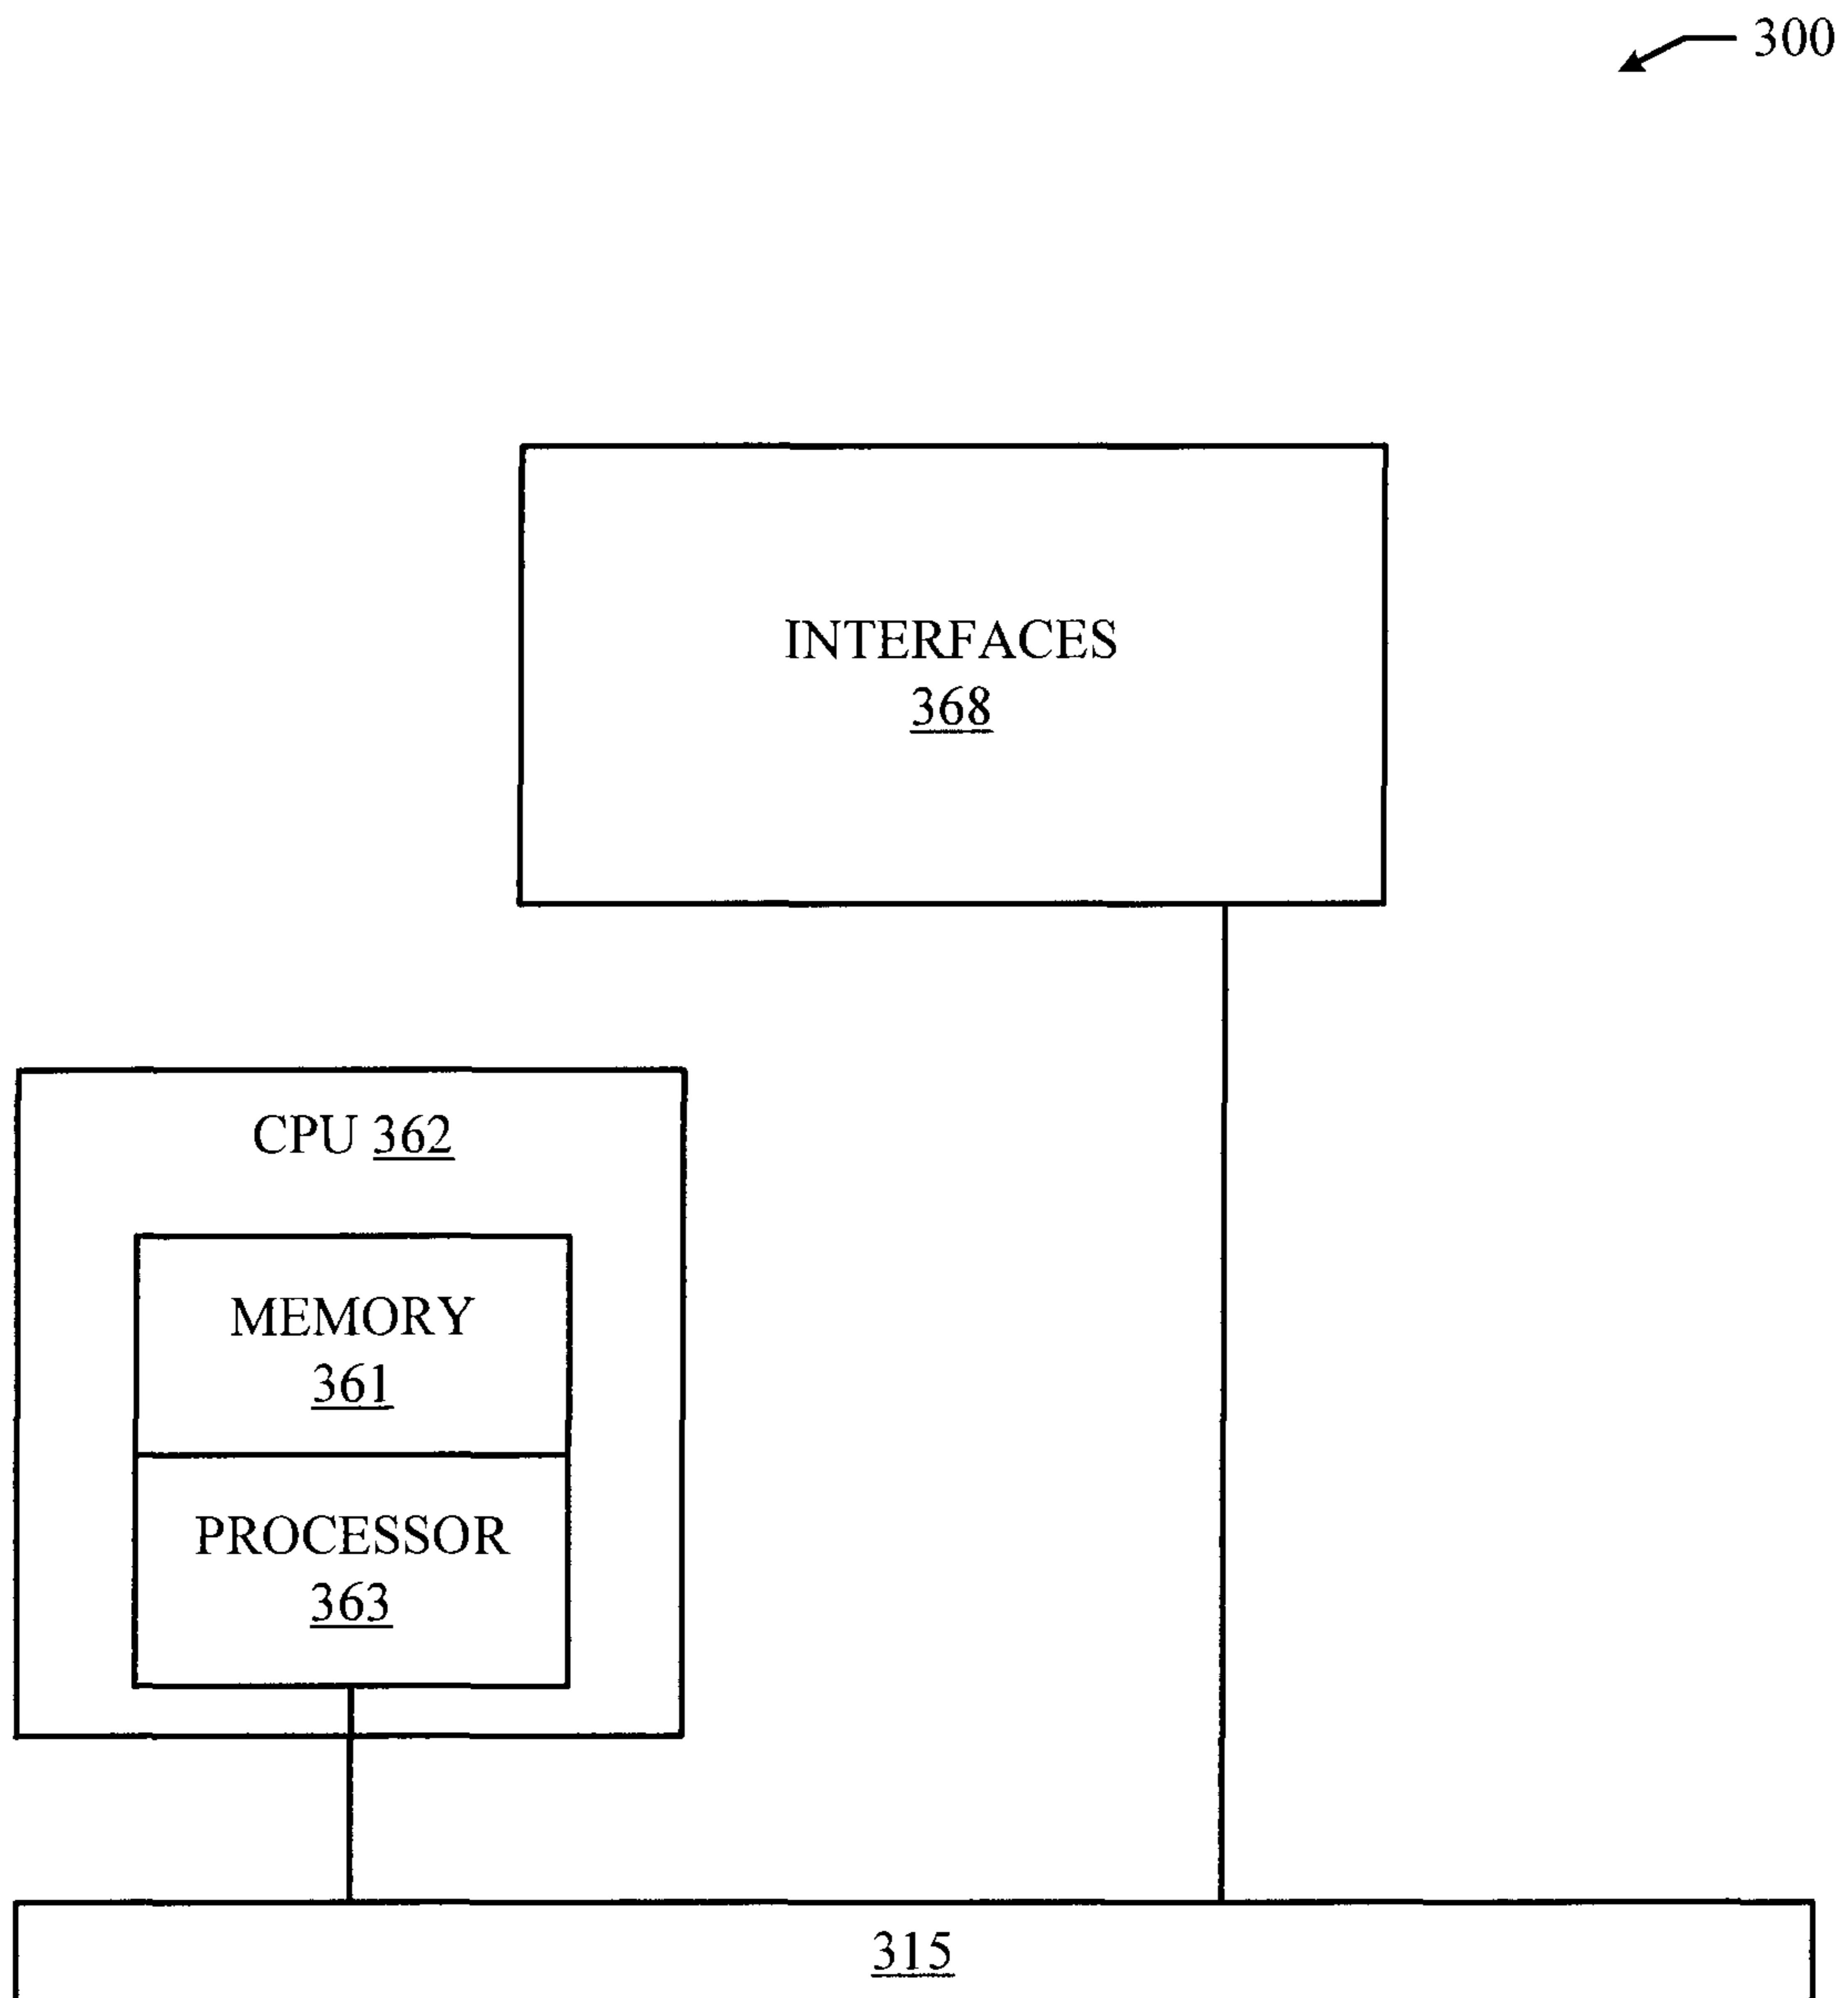 300
INTERFACES
368
CPU 362
MEMORY
361
PROCESSOR
363
315